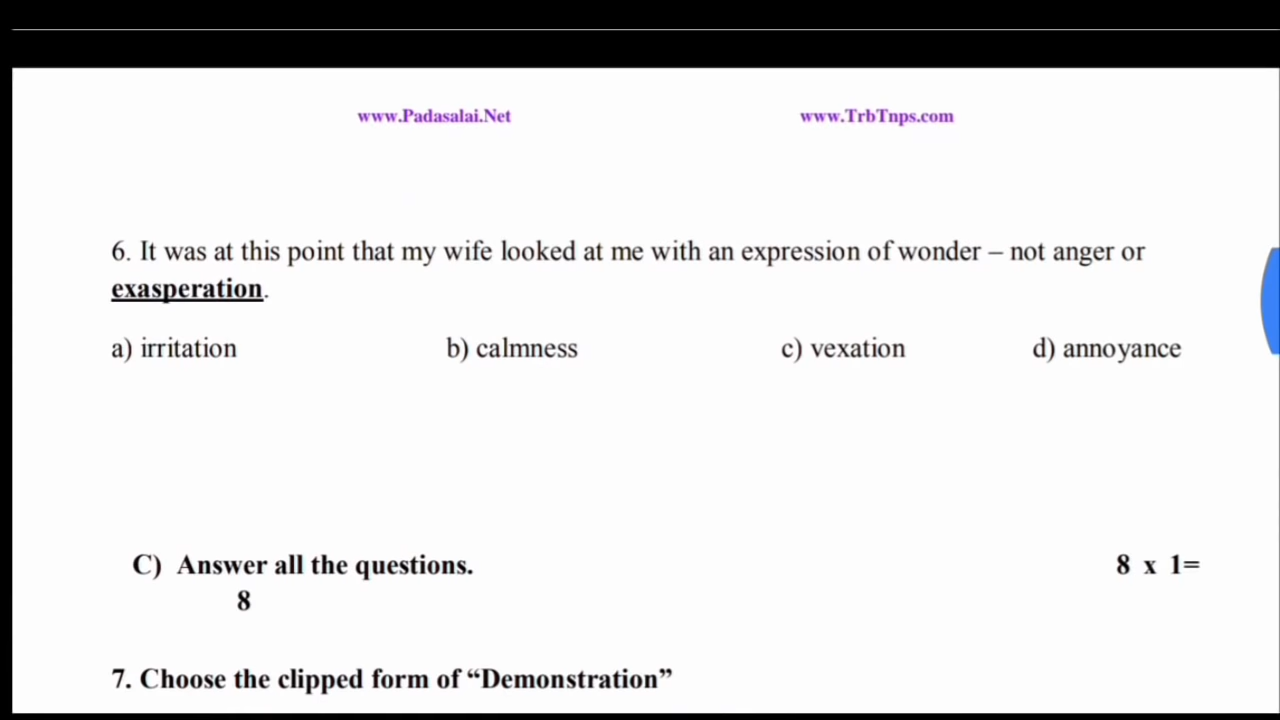 www.Padasalai.Net www.TrbTnps.com
6. It was at this point that my wife looked at me with an expression of wonder – not anger or
exasperation.
a) irritation b) calmness c) vexation d) annoyance
C) Answer all the questions. 8 x 1=
8
7. Choose the clipped form of “Demonstration”